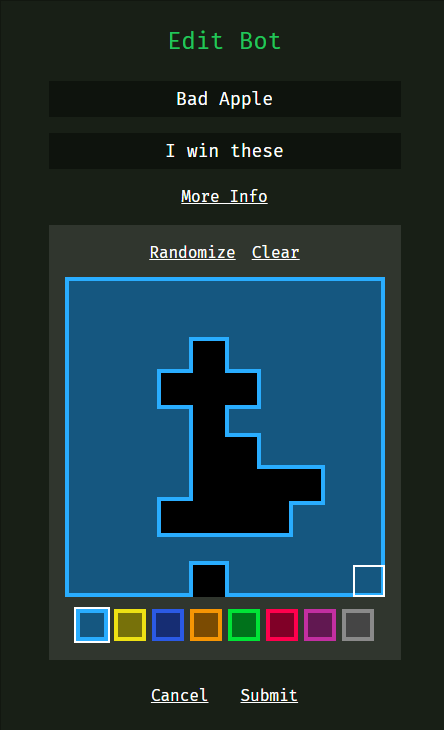 Edit Bot
Bad Apple
I win these
More Info
Randomize Clear
Cancel Submit